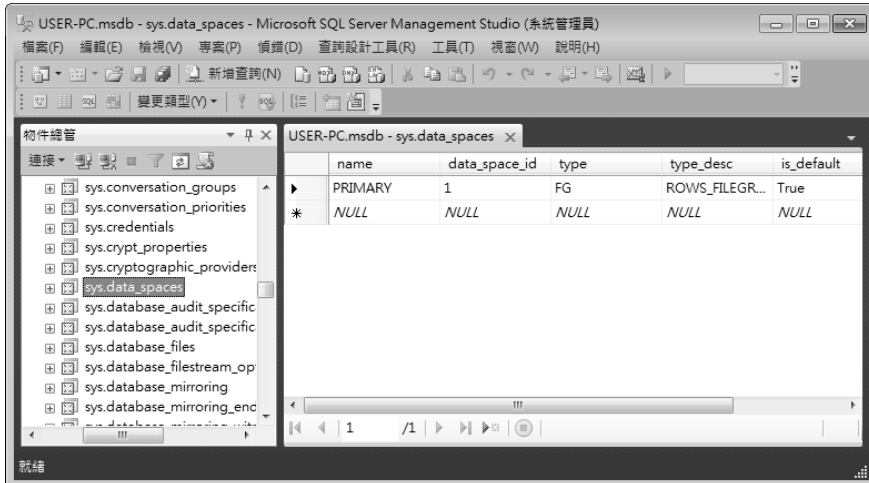 USER-PC.msdb - sys.data_spaces - Microsoft SQL Server Management Studio (系統管理員)
檔案(F) 編輯(E) 檢視(V) 專案(P) 偵錯(D) 查詢設計工具(R) 工具(T) 視窗(W) 說明(H)
新增查詢(N)
變更類型(Y)
物件總管
連接
sys.conversation_groups
sys.conversation_priorities
sys.credentials
sys.crypt_properties
sys.cryptographic_providers
sys.data_spaces
sys.database_audit_specific
sys.database_audit_specific
sys.database_files
sys.database_filestream_op
sys.database_mirroring
sys.database_mirroring_end
USER-PC.msdb - sys.data_spaces
name data_space_id type type_desc is_default
PRIMARY 1 FG ROWS_FILEGR... True
NULL NULL NULL NULL NULL
1 /1
就緒